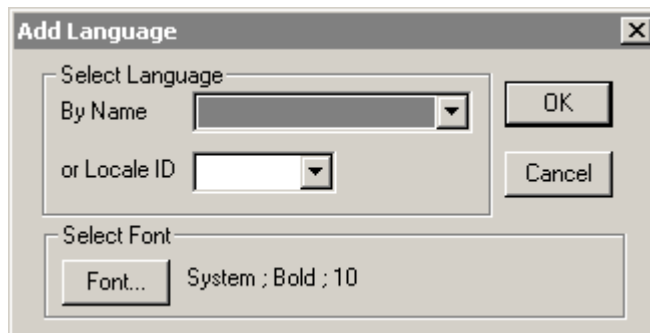 Add Language
Select Language
By Name
OK
or Locale ID
Cancel
Select Font
Font... System ; Bold ; 10